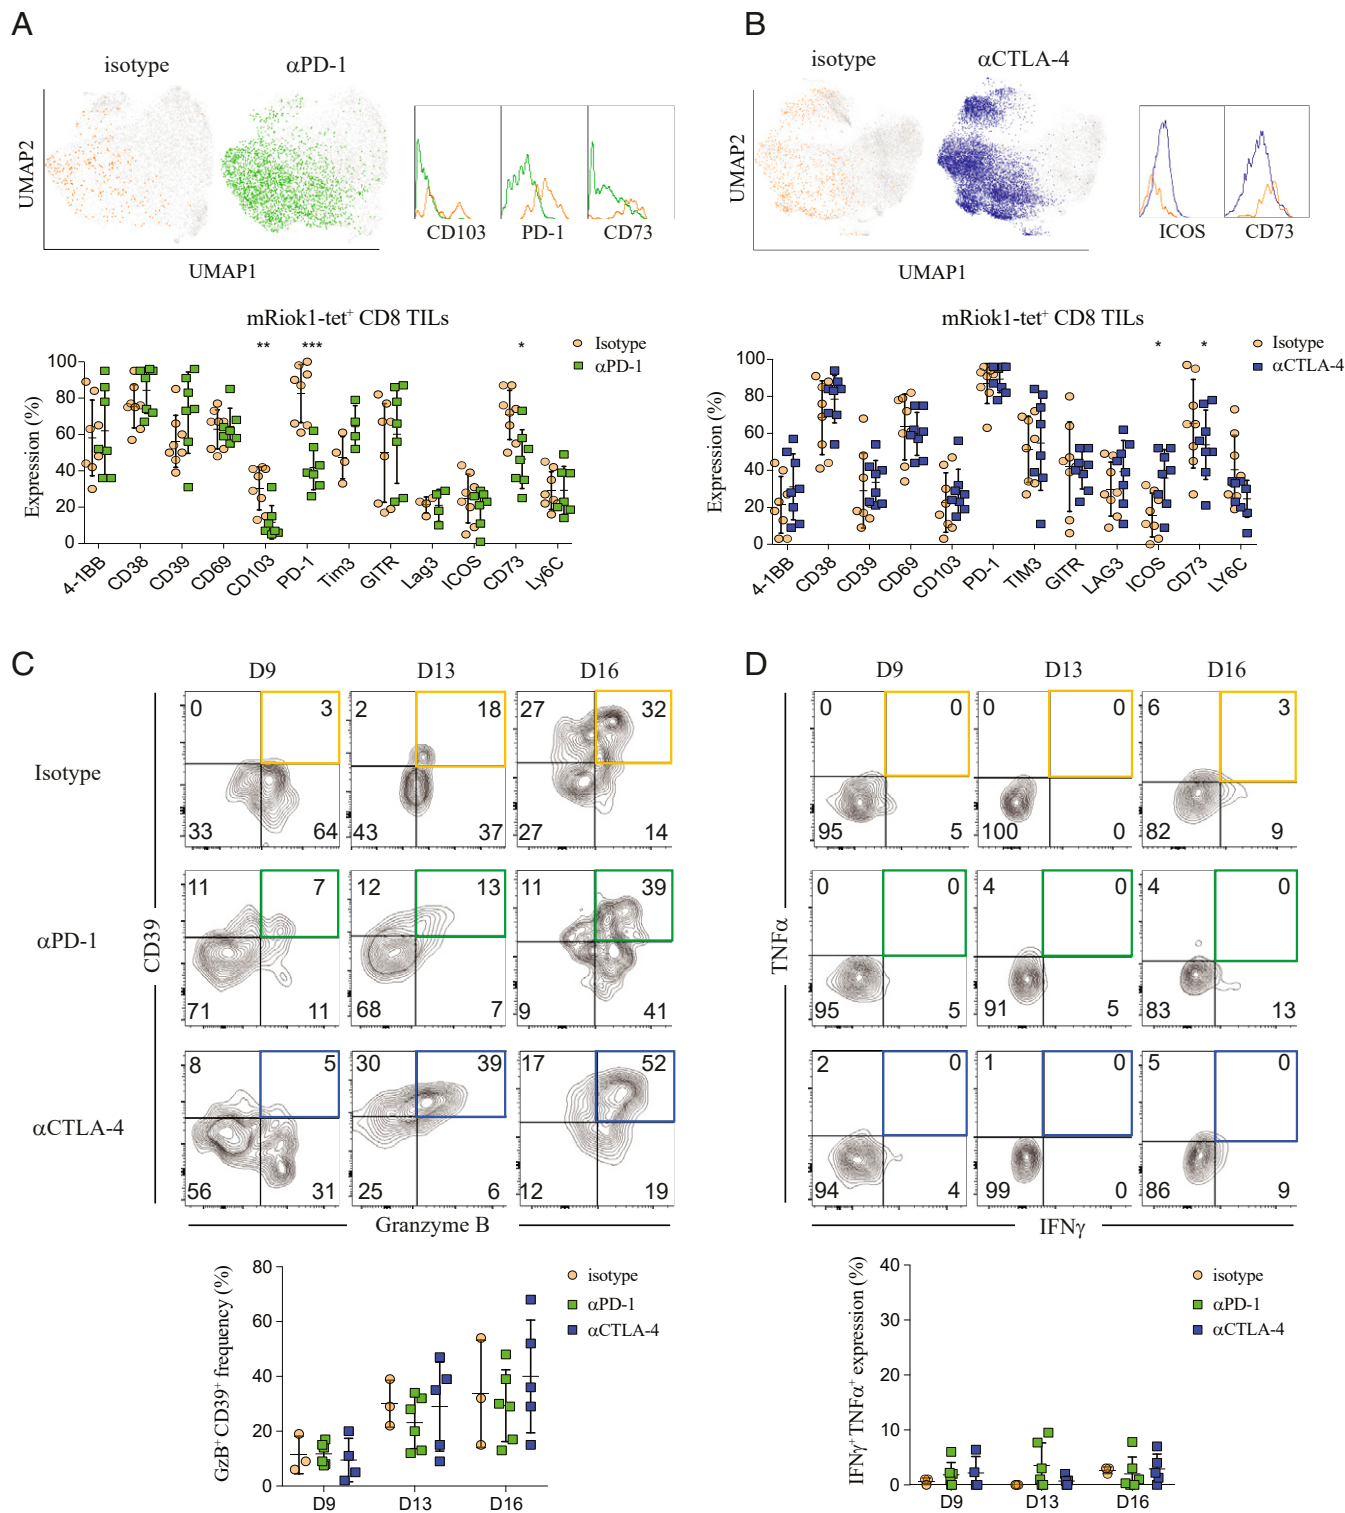 A
isotype
αPD-1
UMAP2
UMAP1
CD103
PD-1
CD73
mRiok1-tet+ CD8 TILs
** *** *
Isotype
αPD-1
Expression (%)
100
80
60
40
20
0
4-1BB
CD38
CD39
CD69
CD103
PD-1
Tim3
GITR
Lag3
ICOS
CD73
Ly6C
B
isotype
αCTLA-4
UMAP2
UMAP1
ICOS
CD73
mRiok1-tet+ CD8 TILs
* *
Isotype
αCTLA-4
Expression (%)
100
80
60
40
20
0
4-1BB
CD38
CD39
CD69
CD103
PD-1
TIM3
GITR
LAG3
ICOS
CD73
LY6C
C
D9 D13 D16
Isotype
0 3 2 18 27 32
33 64 43 37 27 14
αPD-1
CD39
11 7 12 13 11 39
71 11 68 7 9 41
αCTLA-4
8 5 30 39 17 52
56 31 25 6 12 19
Granzyme B
GzB+ CD39+ frequency (%)
80
60
40
20
0
D9 D13 D16
isotype
αPD-1
αCTLA-4
D
D9 D13 D16
0 0 0 0 6 3
95 5 100 0 82 9
TNFα
0 0 4 0 4 0
95 5 91 5 83 13
2 0 1 0 5 0
94 4 99 0 86 9
IFNγ
IFNγ+ TNFα+ expression (%)
40
30
20
10
0
D9 D13 D16
isotype
αPD-1
αCTLA-4